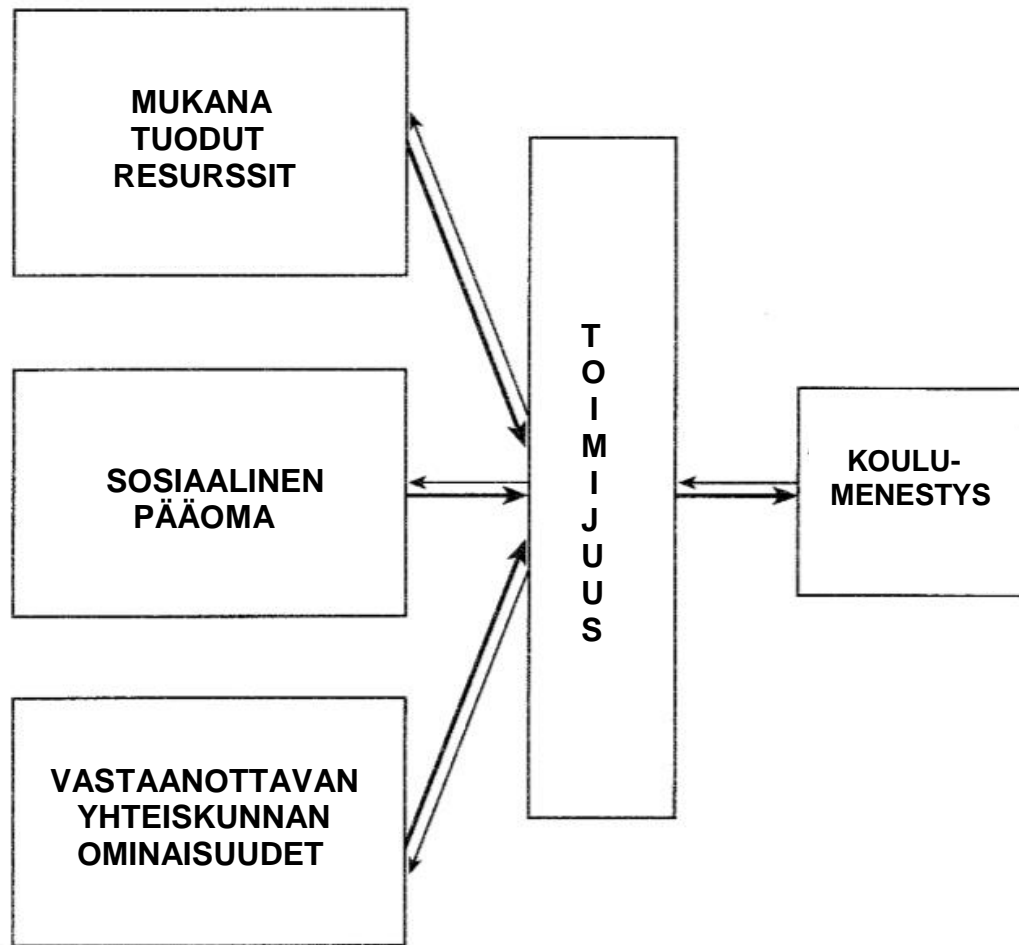 MUKANA
TUODUT
RESURSSIT
SOSIAALINEN
PÄÄOMA
VASTAANOTTAVAN
YHTEISKUNNAN
OMINAISUUDET
T
O
I
M
I
J
U
U
S
KOULU-
MENESTYS